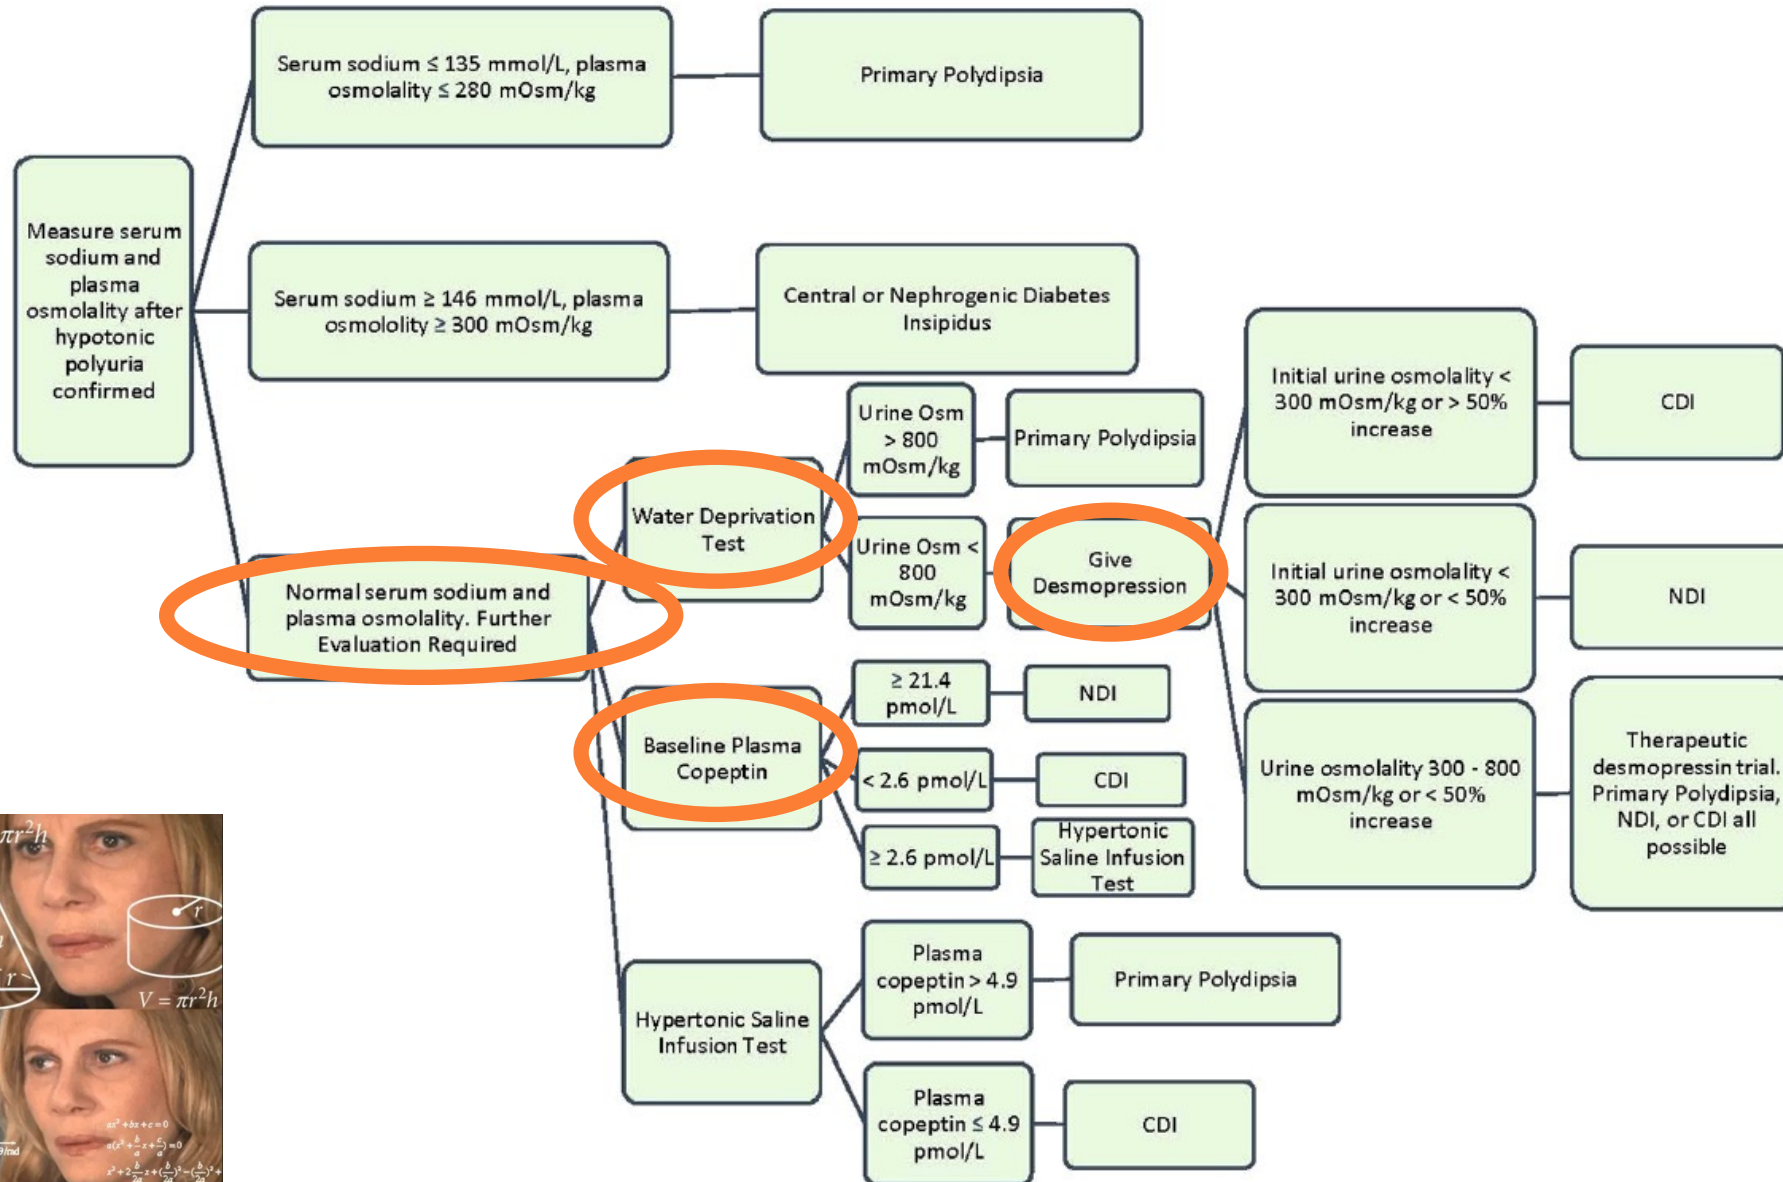 Serum sodium ≤ 135 mmol/L, plasma
osmolality ≤ 280 mOsm/kg
Primary Polydipsia
Measure serum
sodium and
plasma
osmolality after
hypotonic
polyuria
confirmed
Serum sodium ≥ 146 mmol/L, plasma
osmololity ≥ 300 mOsm/kg
Central or Nephrogenic Diabetes
Insipidus
Normal serum sodium and
plasma osmolality. Further
Evaluation Required
Water Deprivation
Test
Urine Osm
> 800
mOsm/kg
Primary Polydipsia
Urine Osm <
800
mOsm/kg
Give
Desmopression
Initial urine osmolality <
300 mOsm/kg or > 50%
increase
CDI
Initial urine osmolality <
300 mOsm/kg or < 50%
increase
NDI
Urine osmolality 300 - 800
mOsm/kg or < 50%
increase
Therapeutic
desmopressin trial.
Primary Polydipsia,
NDI, or CDI all
possible
Baseline Plasma
Copeptin
≥ 21.4
pmol/L
NDI
< 2.6 pmol/L
CDI
≥ 2.6 pmol/L
Hypertonic
Saline Infusion
Test
Hypertonic Saline
Infusion Test
Plasma
copeptin > 4.9
pmol/L
Primary Polydipsia
Plasma
copeptin ≤ 4.9
pmol/L
CDI
πr²h
r
r
V = πr²h
ax² + bx + c = 0